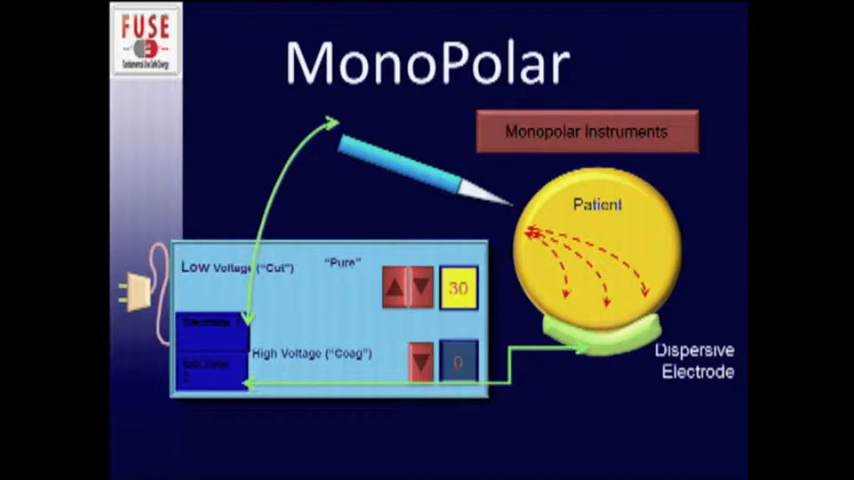 FUSE
MonoPolar
Monopolar Instruments
Patient
Low Voltage ("Cut")
"Pure"
30
High Voltage ("Coag")
0
Dispersive
Electrode